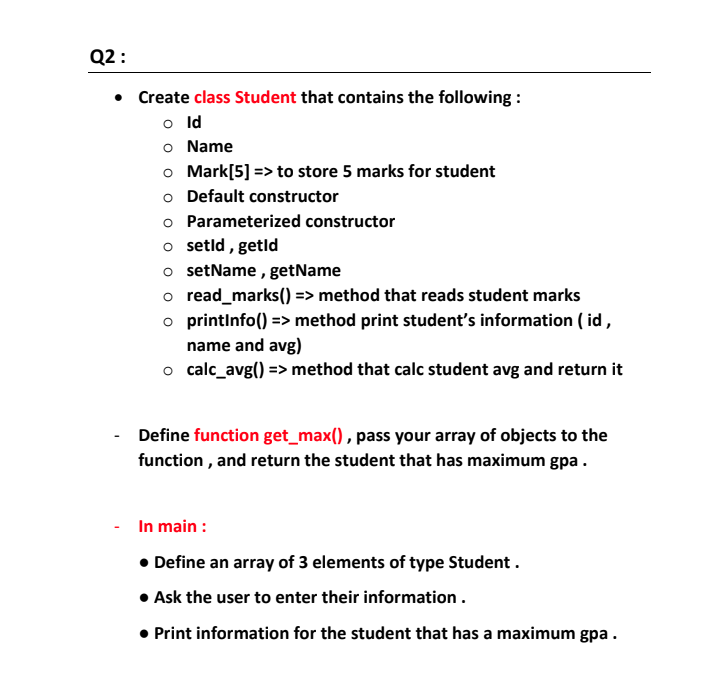 Q2 :
• Create class Student that contains the following :
o Id
o Name
o Mark[5] => to store 5 marks for student
o Default constructor
o Parameterized constructor
o setId , getId
o setName , getName
o read_marks() => method that reads student marks
o printInfo() => method print student’s information ( id ,
name and avg)
o calc_avg() => method that calc student avg and return it
- Define function get_max() , pass your array of objects to the
function , and return the student that has maximum gpa .
- In main :
• Define an array of 3 elements of type Student .
• Ask the user to enter their information .
• Print information for the student that has a maximum gpa .